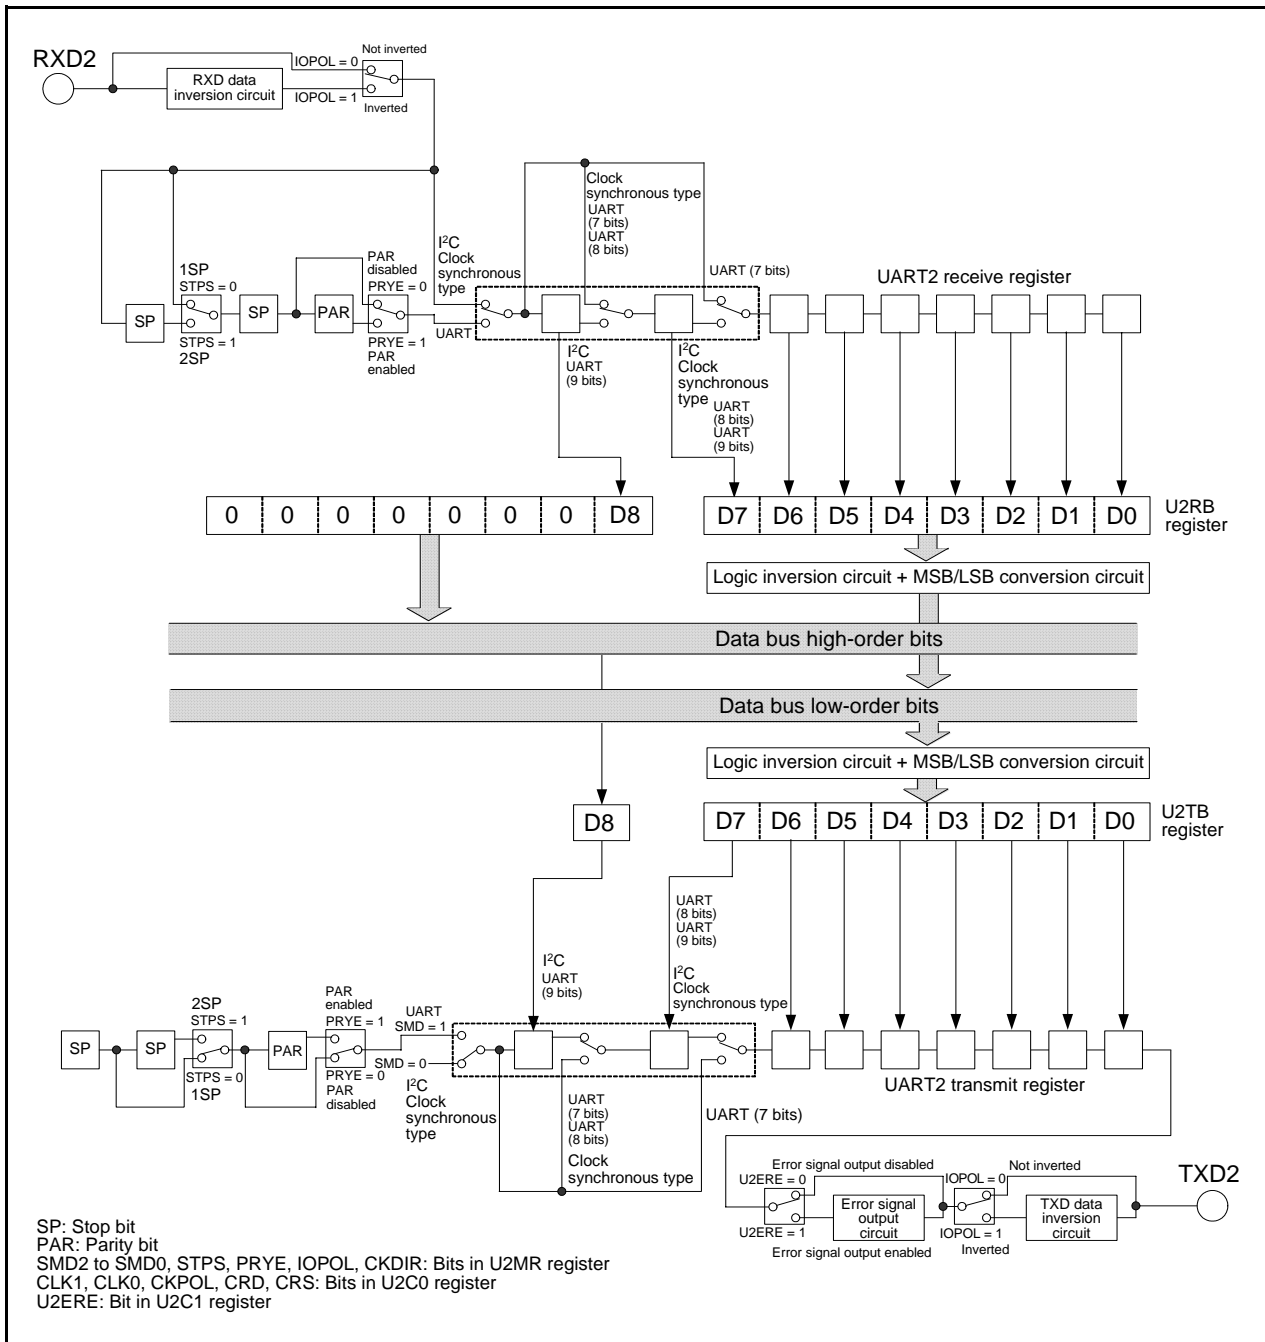 RXD2
IOPOL = 0
Not inverted
RXD data
inversion circuit
IOPOL = 1
Inverted
Clock
synchronous type
UART
(7 bits)
UART
(8 bits)
I²C
Clock
synchronous
type
UART (7 bits)
UART2 receive register
1SP
STPS = 0
PAR
disabled
PRYE = 0
SP
SP
PAR
STPS = 1
2SP
PRYE = 1
PAR
enabled
UART
I²C
UART
(9 bits)
I²C
Clock
synchronous
type
UART
(8 bits)
UART
(9 bits)
0 0 0 0 0 0 0 D8
D7 D6 D5 D4 D3 D2 D1 D0
U2RB
register
Logic inversion circuit + MSB/LSB conversion circuit
Data bus high-order bits
Data bus low-order bits
Logic inversion circuit + MSB/LSB conversion circuit
D8
D7 D6 D5 D4 D3 D2 D1 D0
U2TB
register
UART
(8 bits)
UART
(9 bits)
I²C
UART
(9 bits)
I²C
Clock
synchronous type
2SP
STPS = 1
PAR
enabled
PRYE = 1
UART
SMD = 1
SP
SP
PAR
STPS = 0
1SP
PRYE = 0
PAR
disabled
SMD = 0
I²C
Clock
synchronous
type
UART
(7 bits)
UART
(8 bits)
Clock
synchronous type
UART (7 bits)
UART2 transmit register
Error signal output disabled
U2ERE = 0
IOPOL = 0
Not inverted
TXD2
Error signal
output
circuit
TXD data
inversion
circuit
U2ERE = 1
Error signal output enabled
IOPOL = 1
Inverted
SP: Stop bit
PAR: Parity bit
SMD2 to SMD0, STPS, PRYE, IOPOL, CKDIR: Bits in U2MR register
CLK1, CLK0, CKPOL, CRD, CRS: Bits in U2C0 register
U2ERE: Bit in U2C1 register